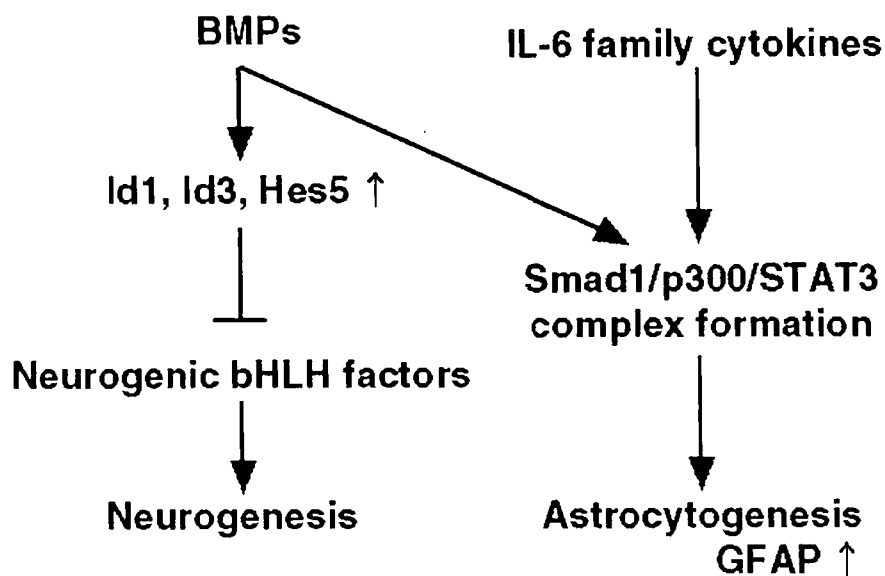 BMPs
IL-6 family cytokines
Id1, Id3, Hes5 ↑
Smad1/p300/STAT3
complex formation
Neurogenic bHLH factors
Neurogenesis
Astrocytogenesis
GFAP ↑